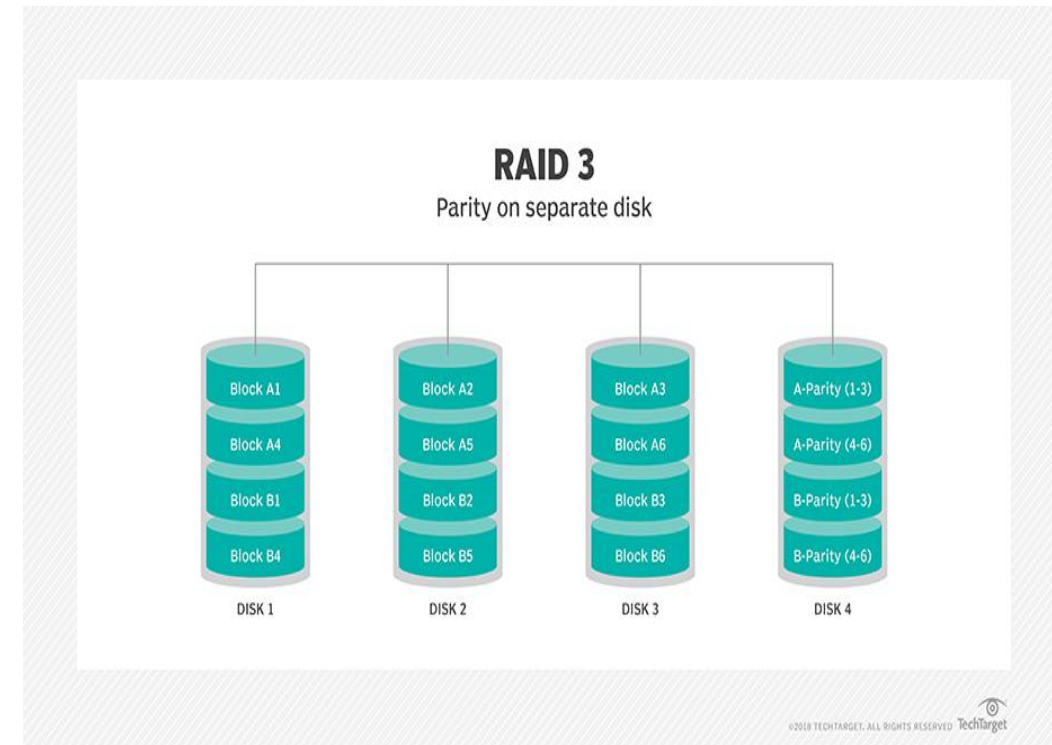 RAID 3
Parity on separate disk
Block A1
Block A4
Block B1
Block B4
DISK 1
Block A2
Block A5
Block B2
Block B5
DISK 2
Block A3
Block A6
Block B3
Block B6
DISK 3
A-Parity (1-3)
A-Parity (4-6)
B-Parity (1-3)
B-Parity (4-6)
DISK 4
©2018 TECHTARGET. ALL RIGHTS RESERVED TechTarget